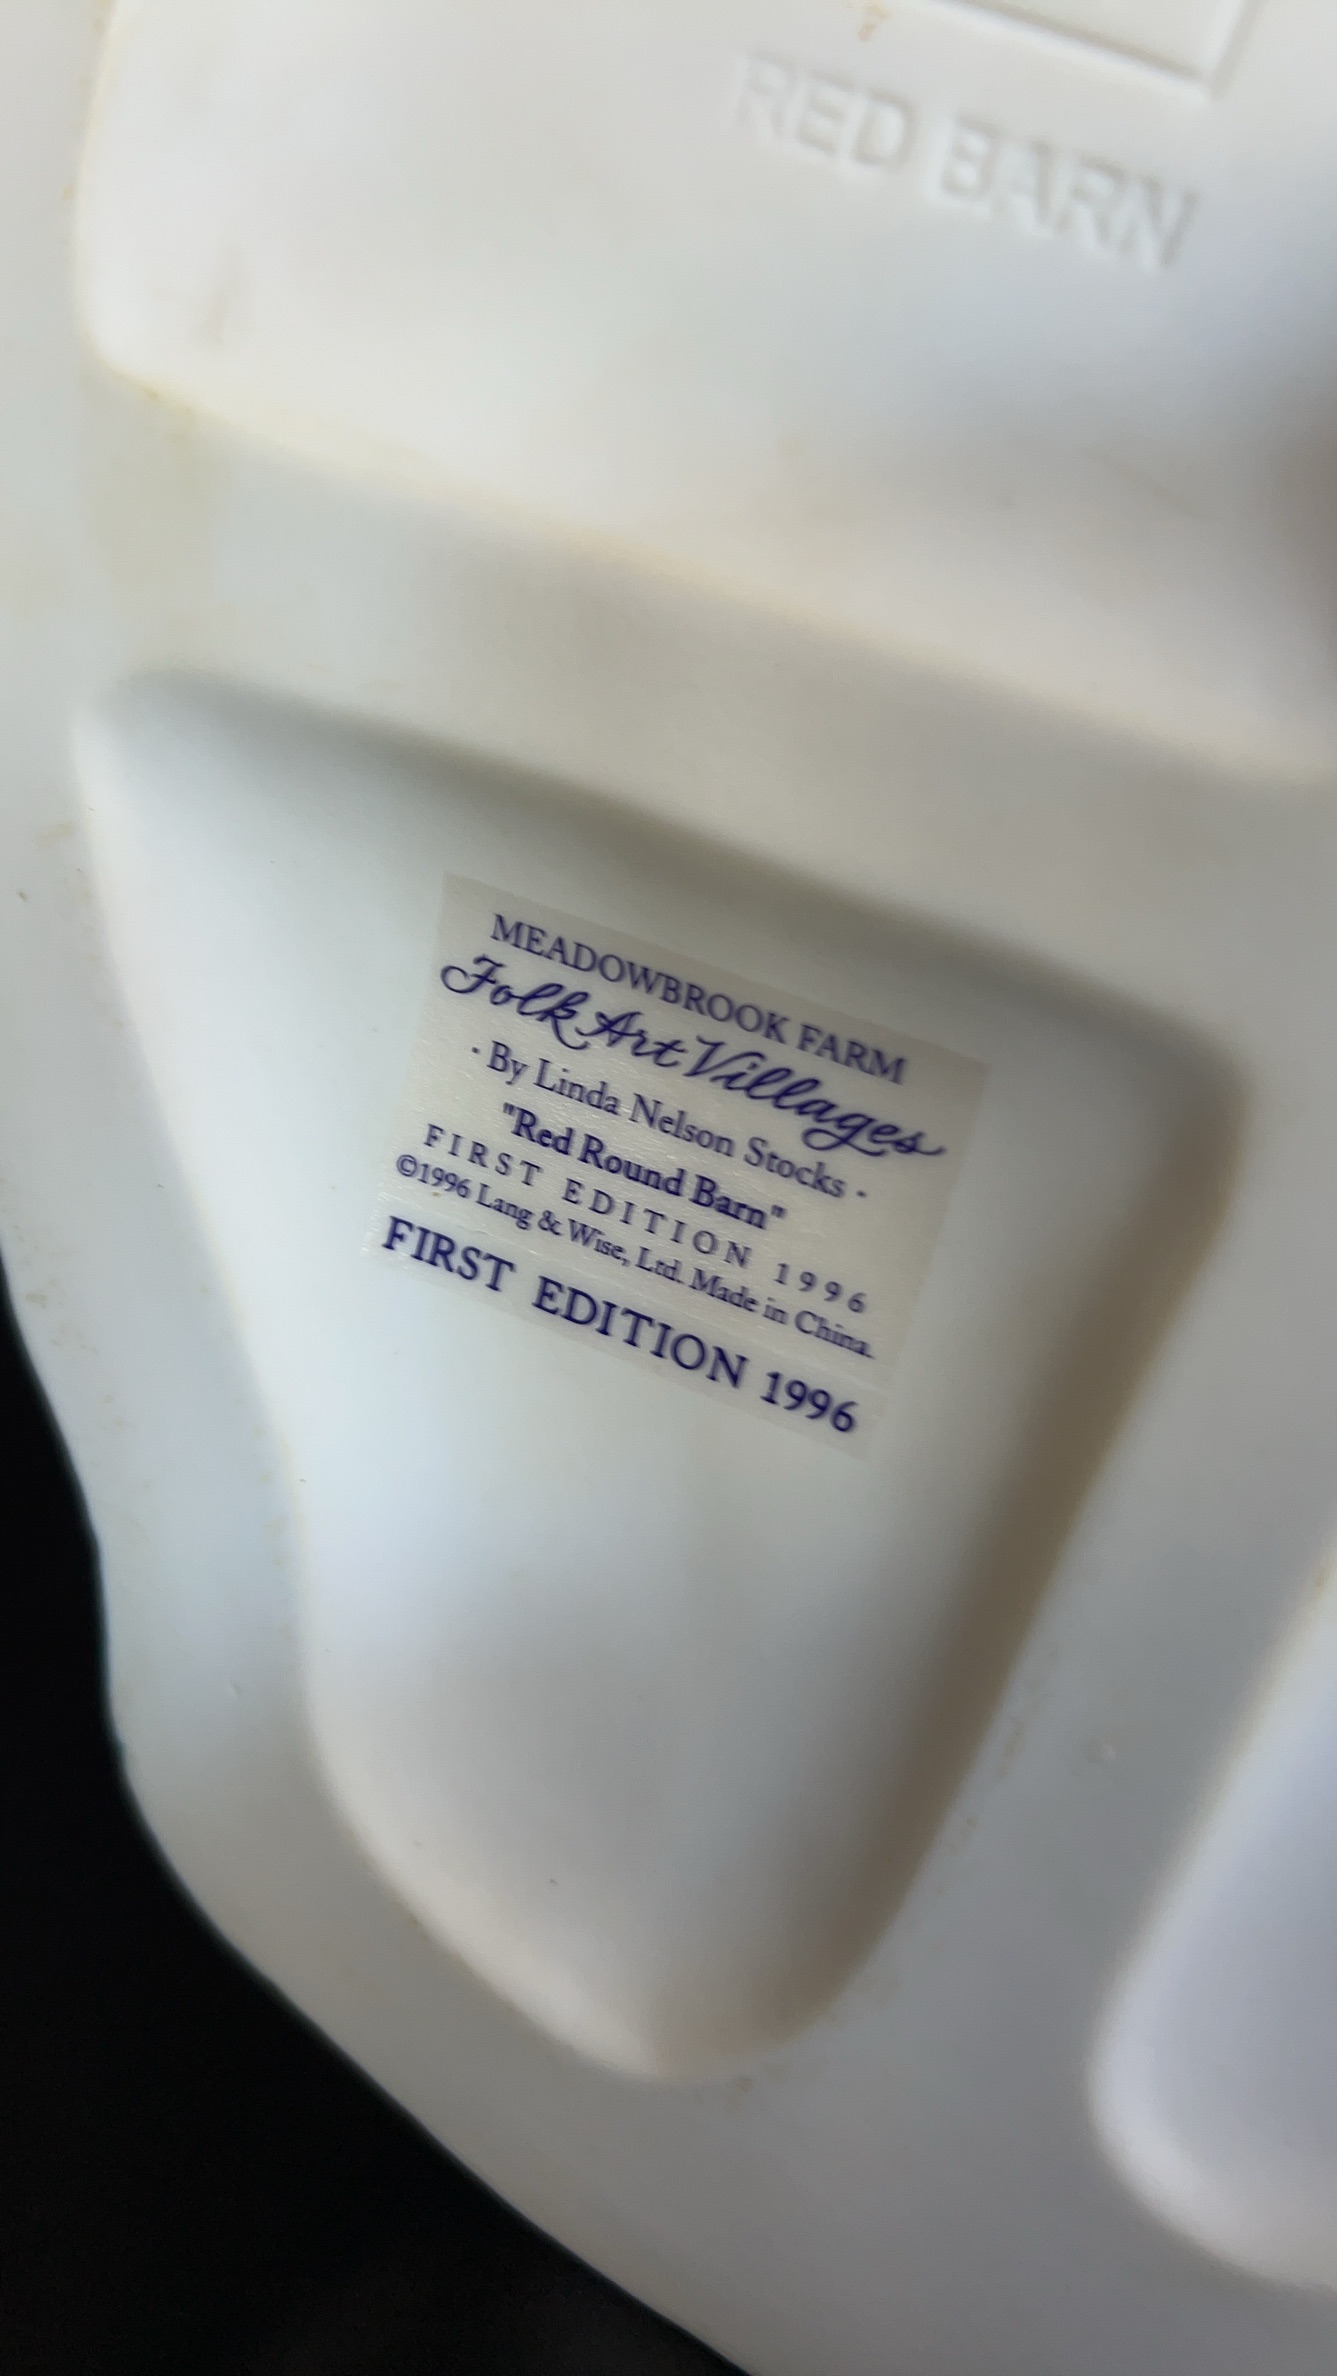 RED BARN
MEADOWBROOK FARM
Folk Art Villages
· By Linda Nelson Stocks ·
"Red Round Barn"
FIRST EDITION 1996
©1996 Lang & Wise, Ltd. Made in China.
FIRST EDITION 1996